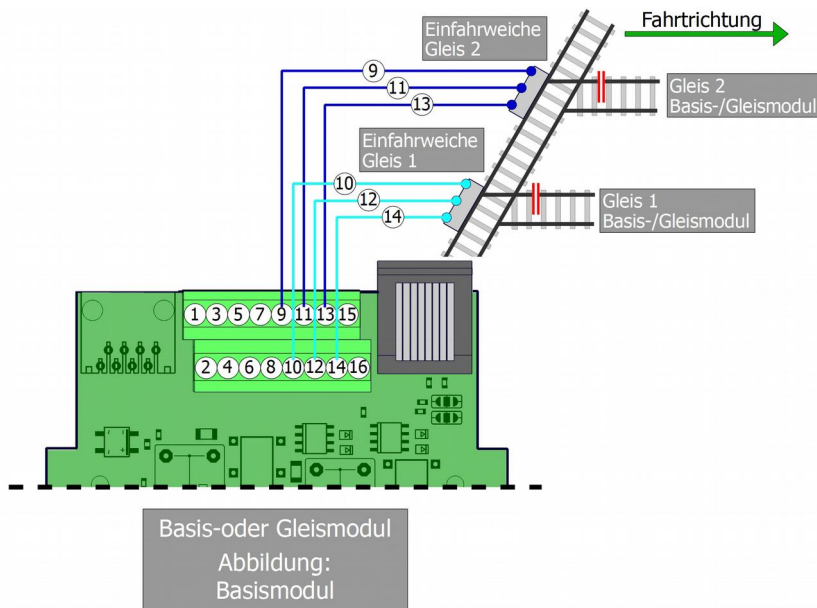 Einfahrweiche
Gleis 2
Fahrtrichtung
9
11
13
Gleis 2
Basis-/Gleismodul
Einfahrweiche
Gleis 1
10
12
14
Gleis 1
Basis-/Gleismodul
1 3 5 7 9 11 13 15
2 4 6 8 10 12 14 16
Basis-oder Gleismodul
Abbildung:
Basismodul